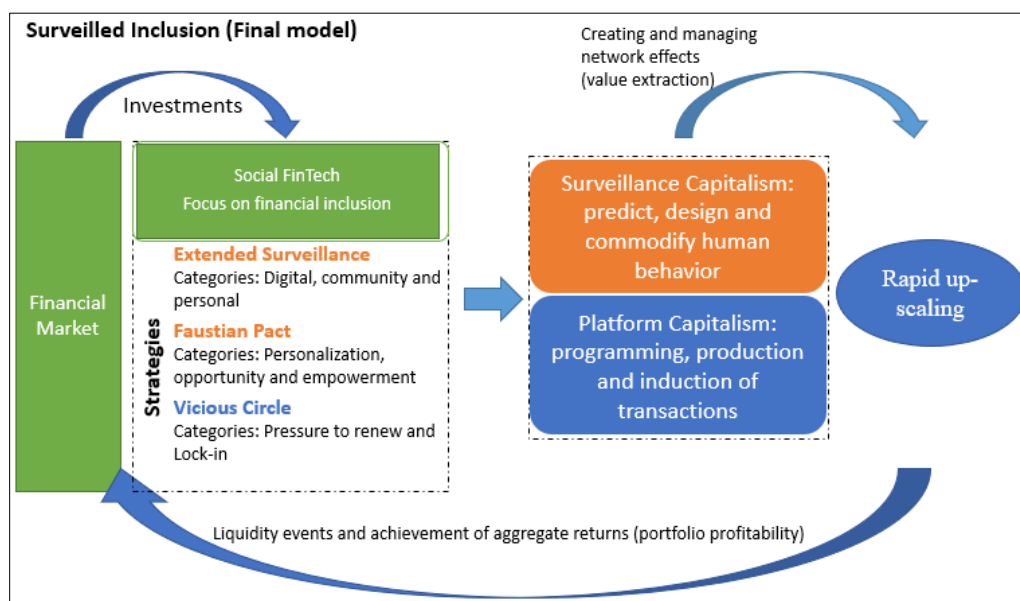 Surveilled Inclusion (Final model)
Investments
Financial
Market
Social FinTech
Focus on financial inclusion
Strategies
Extended Surveillance
Categories: Digital, community and
personal
Faustian Pact
Categories: Personalization,
opportunity and empowerment
Vicious Circle
Categories: Pressure to renew and
Lock-in
Creating and managing
network effects
(value extraction)
Surveillance Capitalism:
predict, design and
commodify human
behavior
Platform Capitalism:
programming, production
and induction of
transactions
Rapid up-
scaling
Liquidity events and achievement of aggregate returns (portfolio profitability)